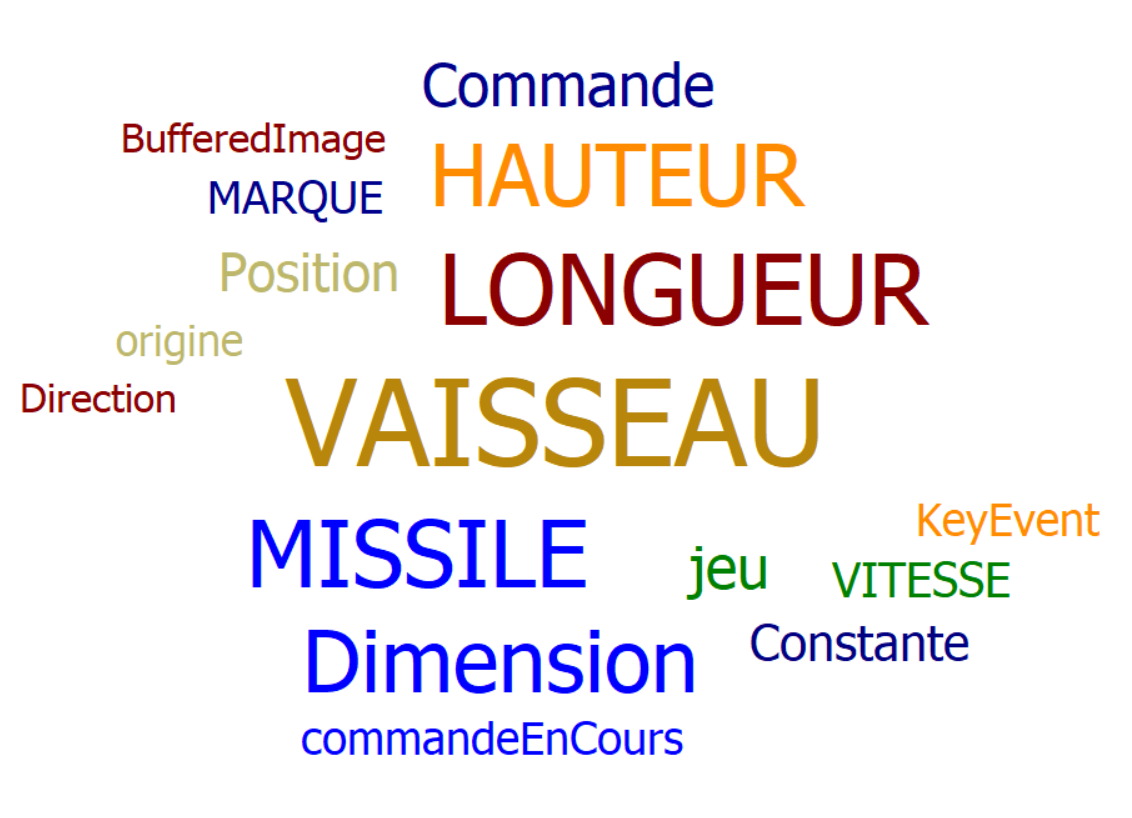 Commande
BufferedImage
HAUTEUR
MARQUE
Position
LONGUEUR
origine
Direction
VAISSEAU
KeyEvent
MISSILE
jeu
VITESSE
Constante
Dimension
commandeEnCours